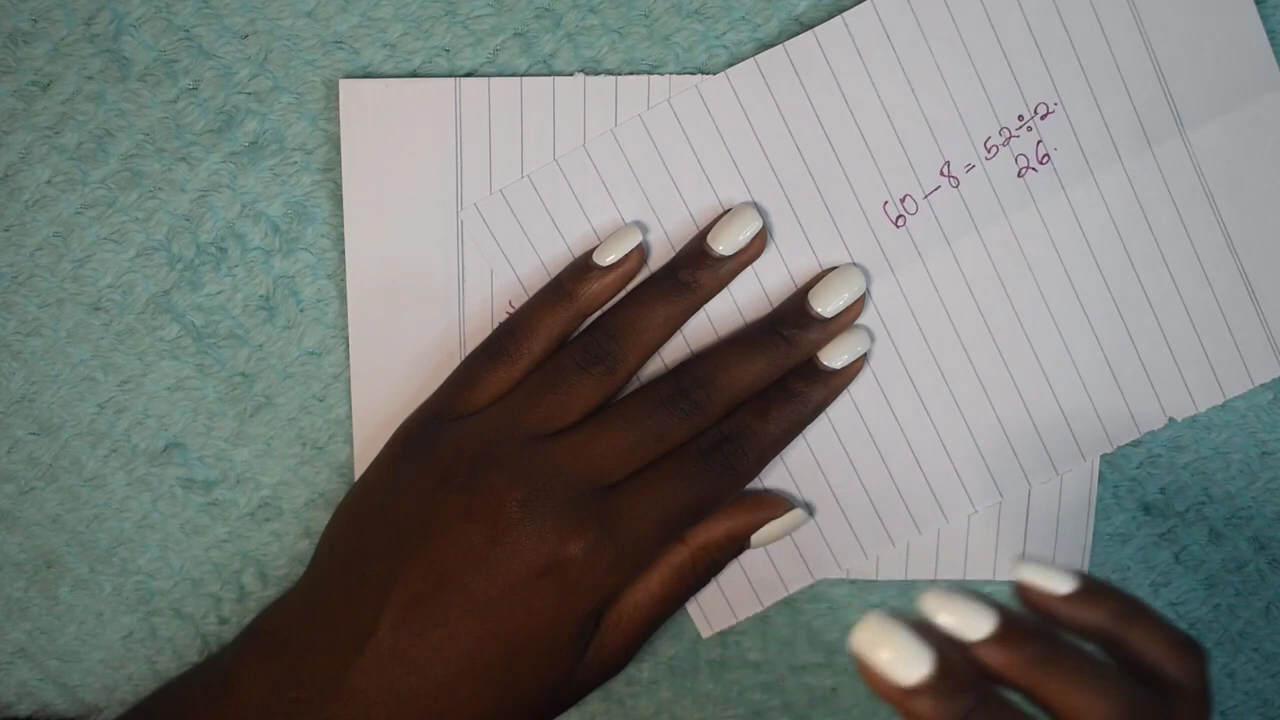 60 - 8 = 52 ÷ 2.
26.